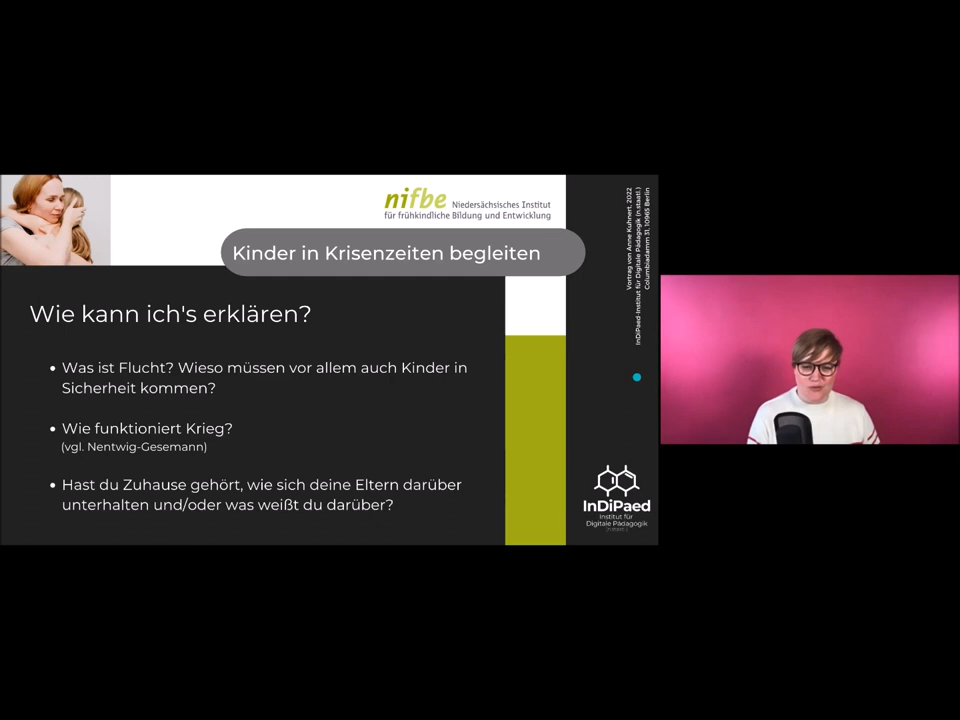 nifbe Niedersächsisches Institut
für frühkindliche Bildung und Entwicklung
Kinder in Krisenzeiten begleiten
Wie kann ich's erklären?
• Was ist Flucht? Wieso müssen vor allem auch Kinder in
Sicherheit kommen?
• Wie funktioniert Krieg?
(vgl. Nentwig-Gesemann)
• Hast du Zuhause gehört, wie sich deine Eltern darüber
unterhalten und/oder was weißt du darüber?
Vortrag von Anne Kuhnert, 2022
InDiPaed-Institut für Digitale Pädagogik (n.staatl.)
Columbiadamm 31, 10965 Berlin
InDiPaed
Institut für
Digitale Pädagogik